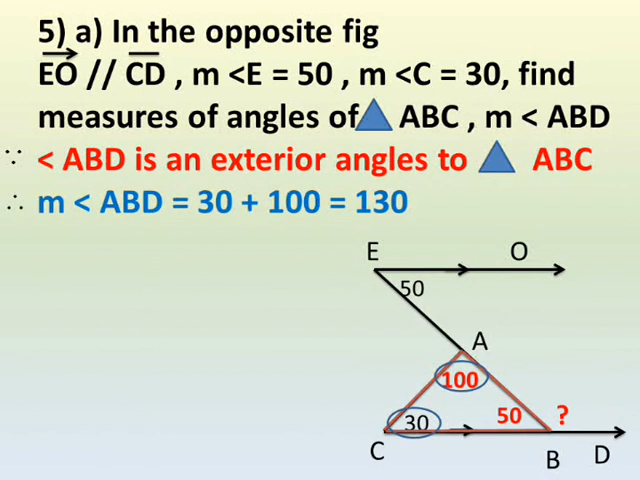 5) a) In the opposite fig
EO // CD , m <E = 50 , m <C = 30, find
measures of angles of ABC , m < ABD
∵ < ABD is an exterior angles to ABC
∴ m < ABD = 30 + 100 = 130
E O
50
A
100
30 50 ?
C B D